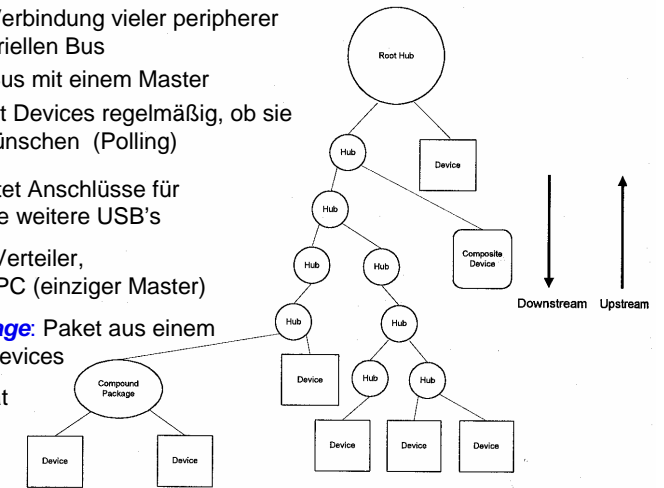 Verbindung vieler peripherer
riellen Bus
us mit einem Master
t Devices regelmäßig, ob sie
ünschen (Polling)
tet Anschlüsse für
e weitere USB's
Verteiler,
PC (einziger Master)
nge: Paket aus einem
evices
t
Root Hub
Hub
Device
Hub
Composite
Device
Hub
Hub
Downstream Upstream
Hub
Hub
Compound
Package
Device
Hub
Hub
Device
Device
Device
Device
Device